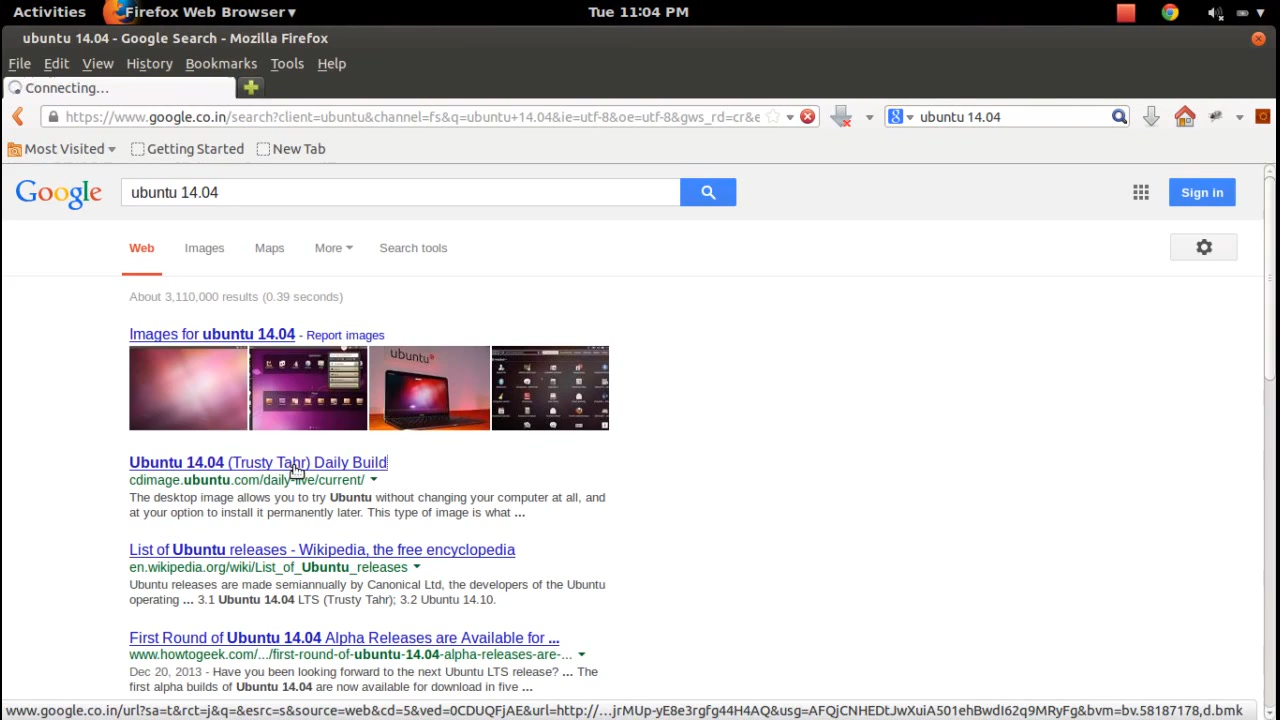 Activities Firefox Web Browser ▾ Tue 11:04 PM
ubuntu 14.04 - Google Search - Mozilla Firefox
File Edit View History Bookmarks Tools Help
Connecting...
https://www.google.co.in/search?client=ubuntu&channel=fs&q=ubuntu+14.04&ie=utf-8&oe=utf-8&gws_rd=cr&e ubuntu 14.04
Most Visited Getting Started New Tab
Google ubuntu 14.04 Sign in
Web Images Maps More Search tools
About 3,110,000 results (0.39 seconds)
Images for ubuntu 14.04 - Report images
ubuntu
Ubuntu 14.04 (Trusty Tahr) Daily Build
cdimage.ubuntu.com/daily-live/current/
The desktop image allows you to try Ubuntu without changing your computer at all, and
at your option to install it permanently later. This type of image is what ...
List of Ubuntu releases - Wikipedia, the free encyclopedia
en.wikipedia.org/wiki/List_of_Ubuntu_releases
Ubuntu releases are made semiannually by Canonical Ltd, the developers of the Ubuntu
operating ... 3.1 Ubuntu 14.04 LTS (Trusty Tahr); 3.2 Ubuntu 14.10.
First Round of Ubuntu 14.04 Alpha Releases are Available for ...
www.howtogeek.com/.../first-round-of-ubuntu-14.04-alpha-releases-are-...
Dec 20, 2013 - Have you been looking forward to the next Ubuntu LTS release? ... The
first alpha builds of Ubuntu 14.04 are now available for download in five ...
www.google.co.in/url?sa=t&rct=j&q=&esrc=s&source=web&cd=5&ved=0CDUQFjAE&url=http://...jrMUp-yE8e3rgfg44H4AQ&usg=AFQjCNHEDtJwXuiA501ehBwdI62q9MRyFg&bvm=bv.58187178,d.bmk